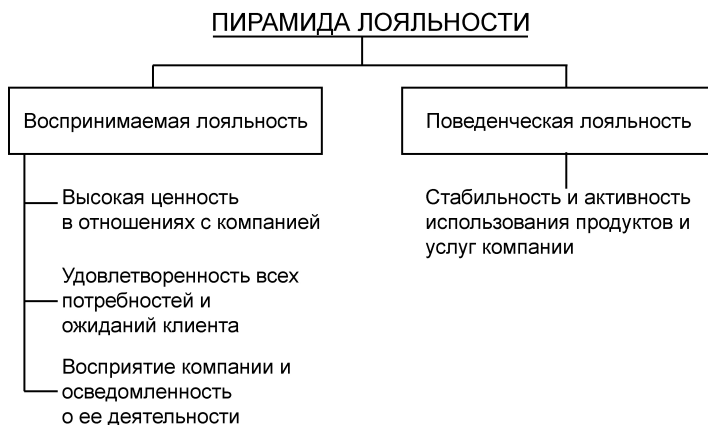 ПИРАМИДА ЛОЯЛЬНОСТИ
Воспринимаемая лояльность
Поведенческая лояльность
Высокая ценность
в отношениях с компанией
Удовлетворенность всех
потребностей и
ожиданий клиента
Восприятие компании и
осведомленность
о ее деятельности
Стабильность и активность
использования продуктов и
услуг компании